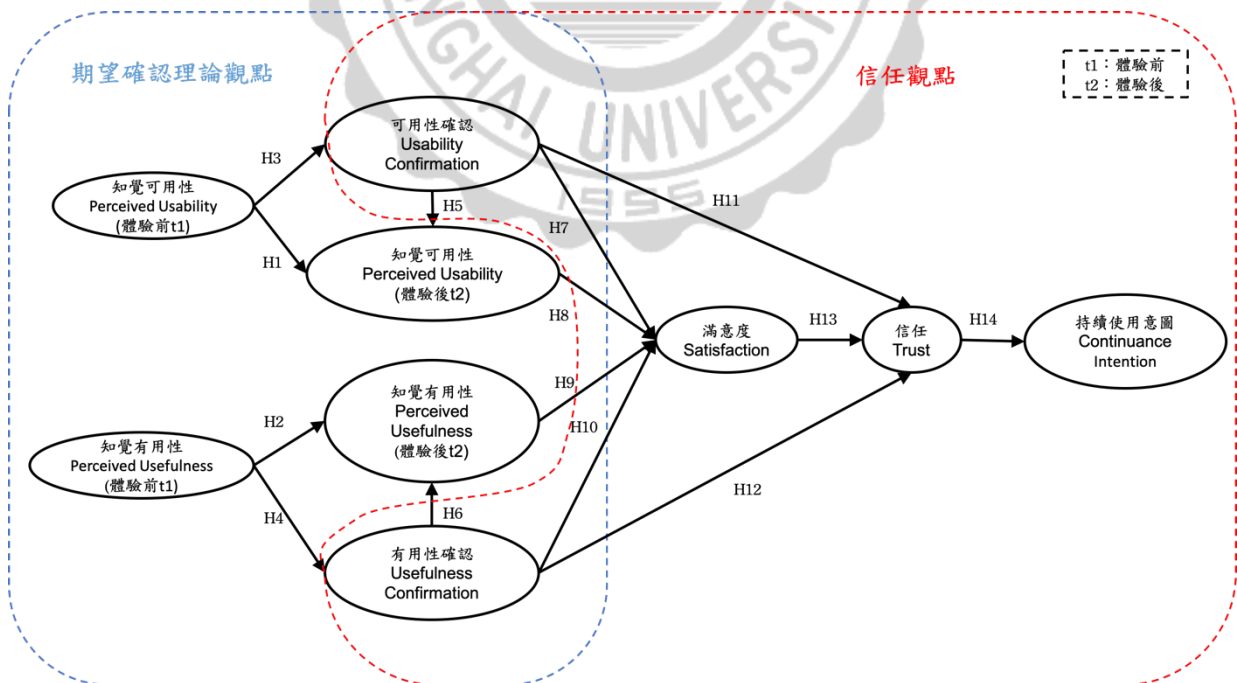 NGHAI UNIVERSITY
1955
期望確認理論觀點
信任觀點
t1：體驗前
t2：體驗後
可用性確認
Usability
Confirmation
H3
知覺可用性
Perceived Usability
(體驗前t1)
H5
H11
H7
H1
知覺可用性
Perceived Usability
(體驗後t2)
H8
滿意度
Satisfaction
H13
信任
Trust
H14
持續使用意圖
Continuance
Intention
H9
知覺有用性
Perceived
Usefulness
(體驗後t2)
H2
H10
知覺有用性
Perceived Usefulness
(體驗前t1)
H12
H4
H6
有用性確認
Usefulness
Confirmation